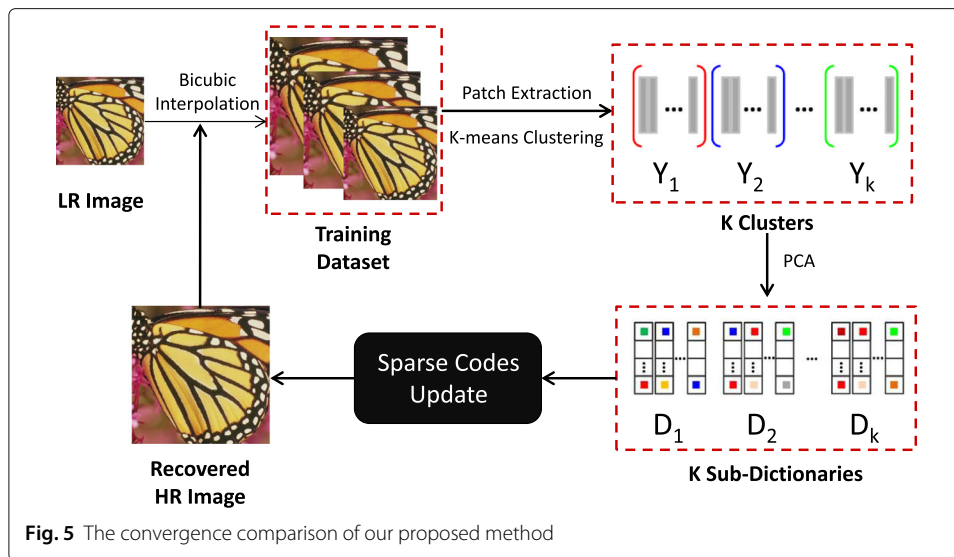 Bicubic
Interpolation
LR Image
Training
Dataset
Patch Extraction
K-means Clustering
... ... ... ...
Y1 Y2 Yk
K Clusters
PCA
... ... ... ...
D1 D2 Dk
K Sub-Dictionaries
Sparse Codes
Update
Recovered
HR Image
Fig. 5 The convergence comparison of our proposed method